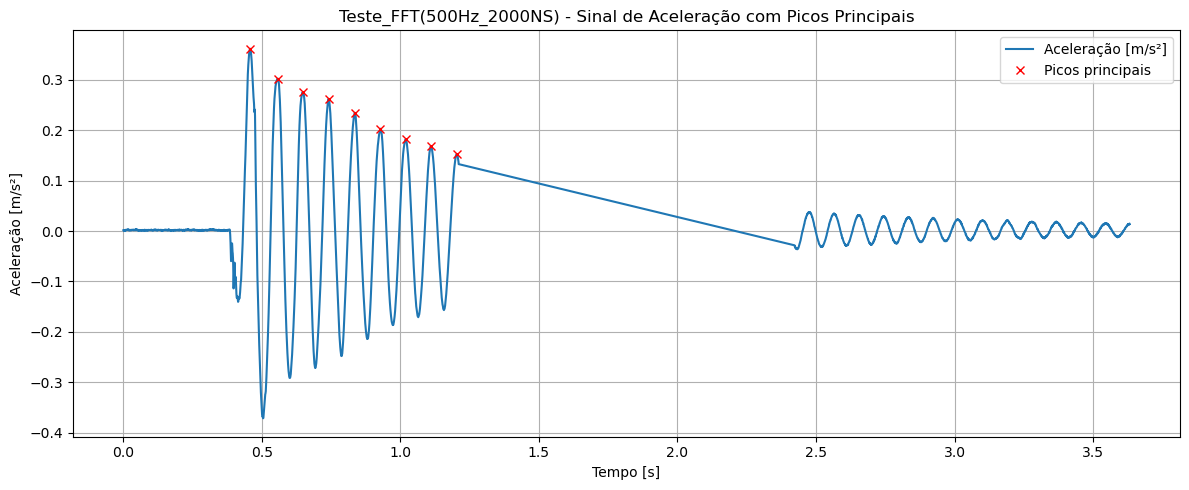 Teste_FFT(500Hz_2000NS) - Sinal de Aceleração com Picos Principais
Aceleração [m/s²]
Picos principais
Aceleração [m/s²]
0.3
0.2
0.1
0.0
−0.1
−0.2
−0.3
−0.4
0.0 0.5 1.0 1.5 2.0 2.5 3.0 3.5
Tempo [s]